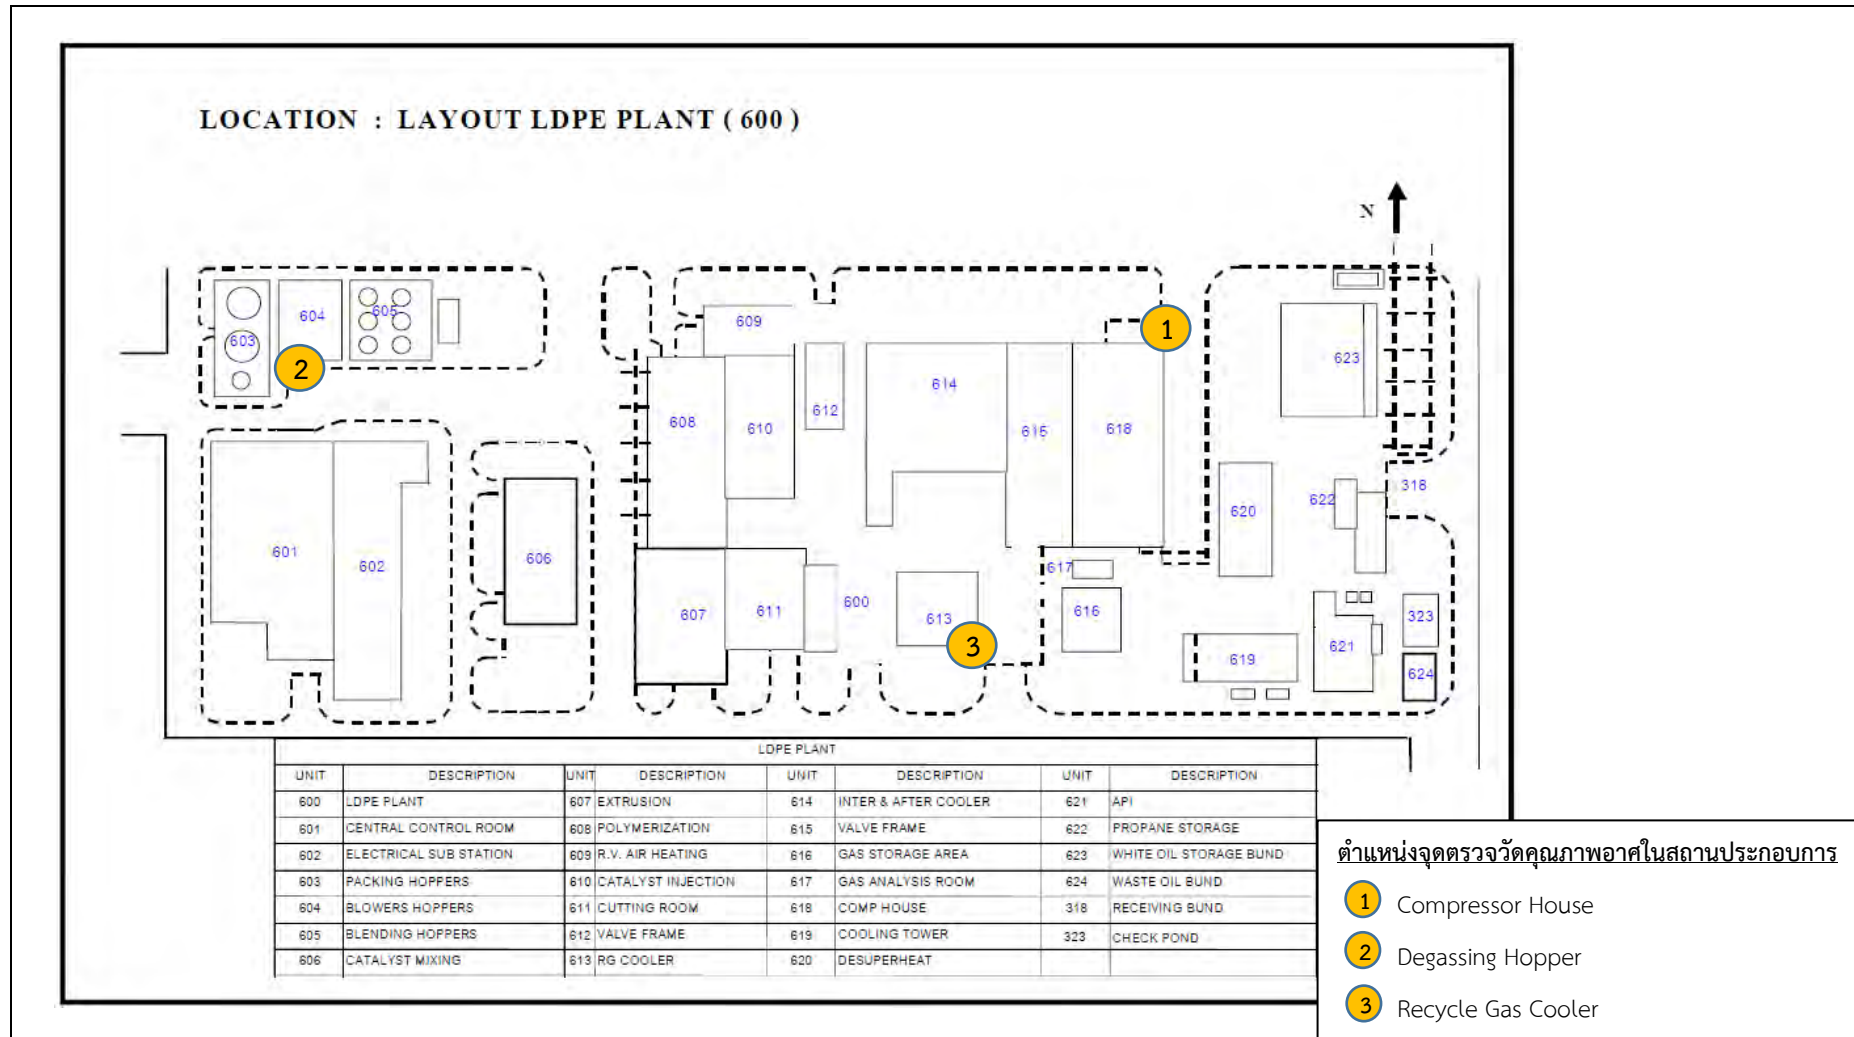 LOCATION : LAYOUT LDPE PLANT ( 600 )
N
603
604
605
2
609
1
623
608
610
612
614
615
618
601
602
606
620
622
318
607
611
600
613
3
617
616
619
621
323
624
LDPE PLANT
UNIT DESCRIPTION UNIT DESCRIPTION UNIT DESCRIPTION UNIT DESCRIPTION
600 LDPE PLANT 607 EXTRUSION 614 INTER & AFTER COOLER 621 API
601 CENTRAL CONTROL ROOM 608 POLYMERIZATION 615 VALVE FRAME 622 PROPANE STORAGE
602 ELECTRICAL SUB STATION 609 R.V. AIR HEATING 616 GAS STORAGE AREA 623 WHITE OIL STORAGE BUND
603 PACKING HOPPERS 610 CATALYST INJECTION 617 GAS ANALYSIS ROOM 624 WASTE OIL BUND
604 BLOWERS HOPPERS 611 CUTTING ROOM 618 COMP HOUSE 318 RECEIVING BUND
605 BLENDING HOPPERS 612 VALVE FRAME 619 COOLING TOWER 323 CHECK POND
606 CATALYST MIXING 613 RG COOLER 620 DESUPERHEAT
ตำแหน่งจุดตรวจวัดคุณภาพอาศในสถานประกอบการ
1 Compressor House
2 Degassing Hopper
3 Recycle Gas Cooler